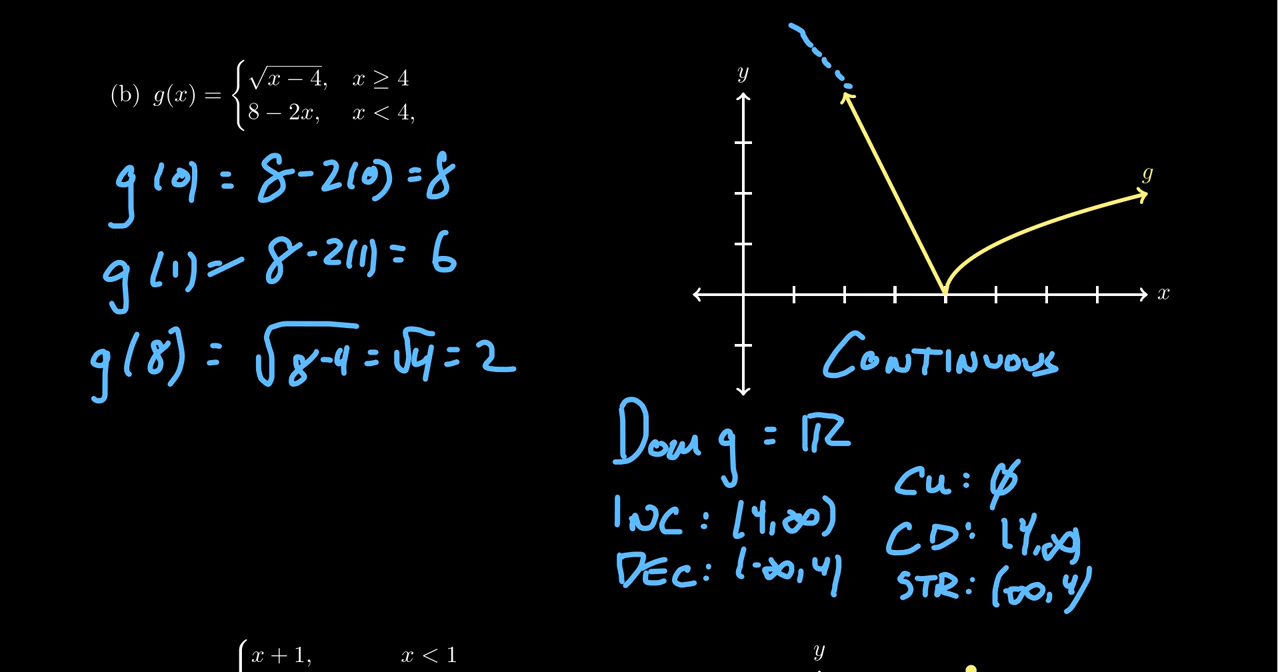 (b) g(x) = { √(x − 4), x ≥ 4
8 − 2x, x < 4,
g(0) = 8-2(0) = 8
g(1) = 8-2(1) = 6
g(8) = √(8-4) = √4 = 2
y
g
x
CONTINUOUS
Dom g = ℝ
INC: (4,∞)
DEC: (-∞,4)
CU: ∅
CD: (4,∞)
STR: (-∞,4)
{ x + 1, x < 1
y